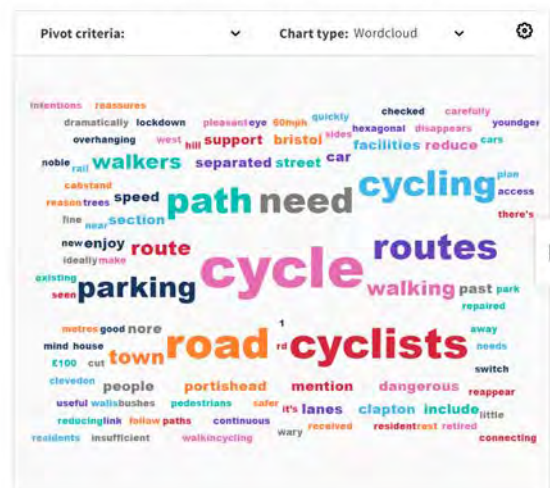 Pivot criteria: Chart type: Wordcloud
intentions reassures
dramatically lockdown pleasant eye 60mph quickly checked carefully
overhanging west hill support bristol sides hexagonal disappears youndger
noble rail walkers separated street car facilities reduce cars
cabstand path need cycling plan
reason trees speed access
fine near section there's
new enjoy route cycle routes
ideally make
existing parking walking past park
seen repaired
metres good nore road 1 cyclists away
mind house town rd needs
£100 cut switch
clevedon people portishead mention dangerous reappear
useful walls bushes pedestrians safer it's lanes clapton include little
reducing link follow paths continuous wary received resident rest retired
residents insufficient walkincycling connecting